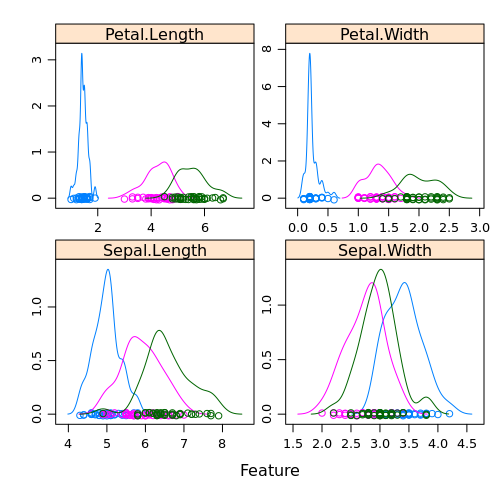 Petal.Length
Petal.Width
0 1 2 3
0 2 4 6 8
2 4 6
0.0 0.5 1.0 1.5 2.0 2.5 3.0
Sepal.Length
Sepal.Width
0.0 0.5 1.0
0.0 0.5 1.0
4 5 6 7 8
1.5 2.0 2.5 3.0 3.5 4.0 4.5
Feature